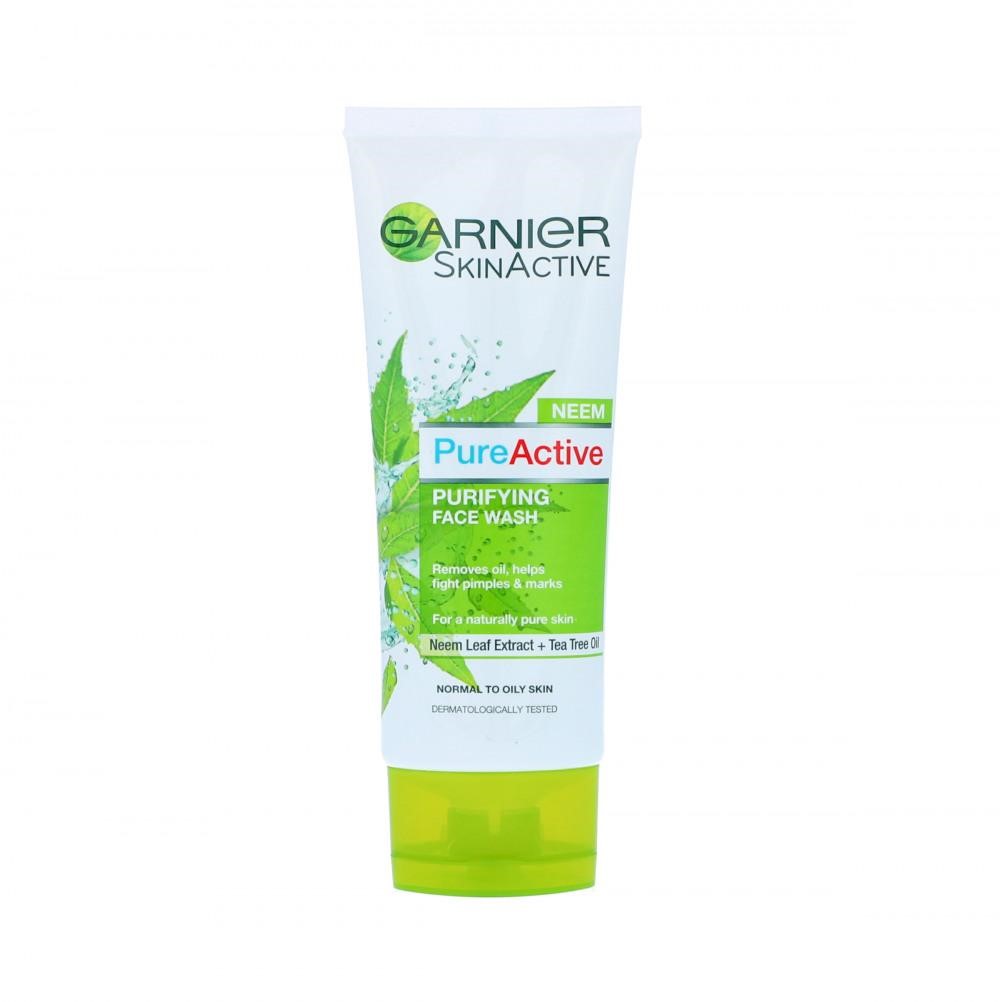 GARNIER
SKINACTIVE
NEEM
PureActive
PURIFYING
FACE WASH
Removes oil, helps
fight pimples & marks
For a naturally pure skin
Neem Leaf Extract + Tea Tree Oil
NORMAL TO OILY SKIN
DERMATOLOGICALLY TESTED